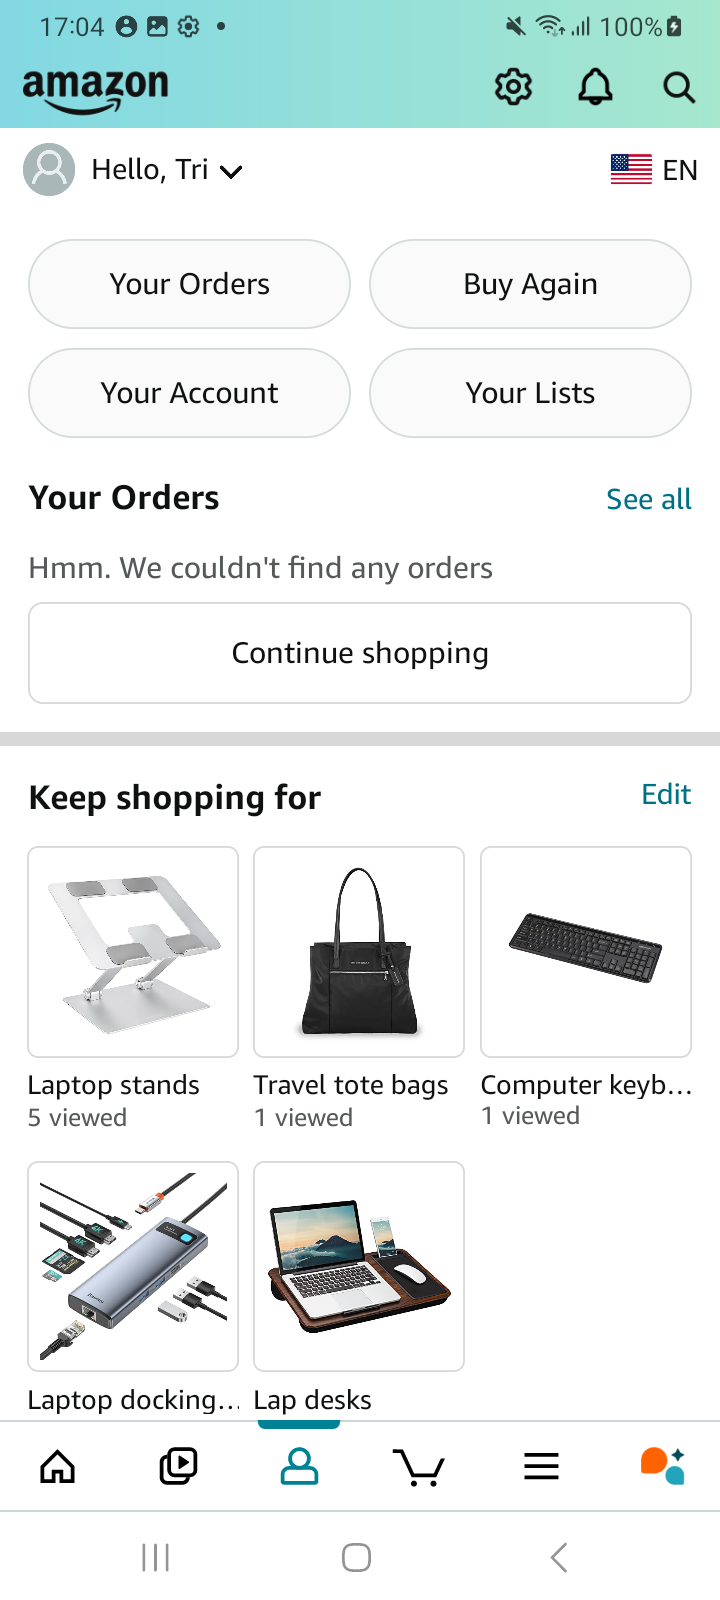 17:04
100%
amazon
Hello, Tri
EN
Your Orders
Buy Again
Your Account
Your Lists
Your Orders
See all
Hmm. We couldn't find any orders
Continue shopping
Keep shopping for
Edit
Laptop stands
5 viewed
Travel tote bags
1 viewed
Computer keyb...
1 viewed
Laptop docking...
Lap desks